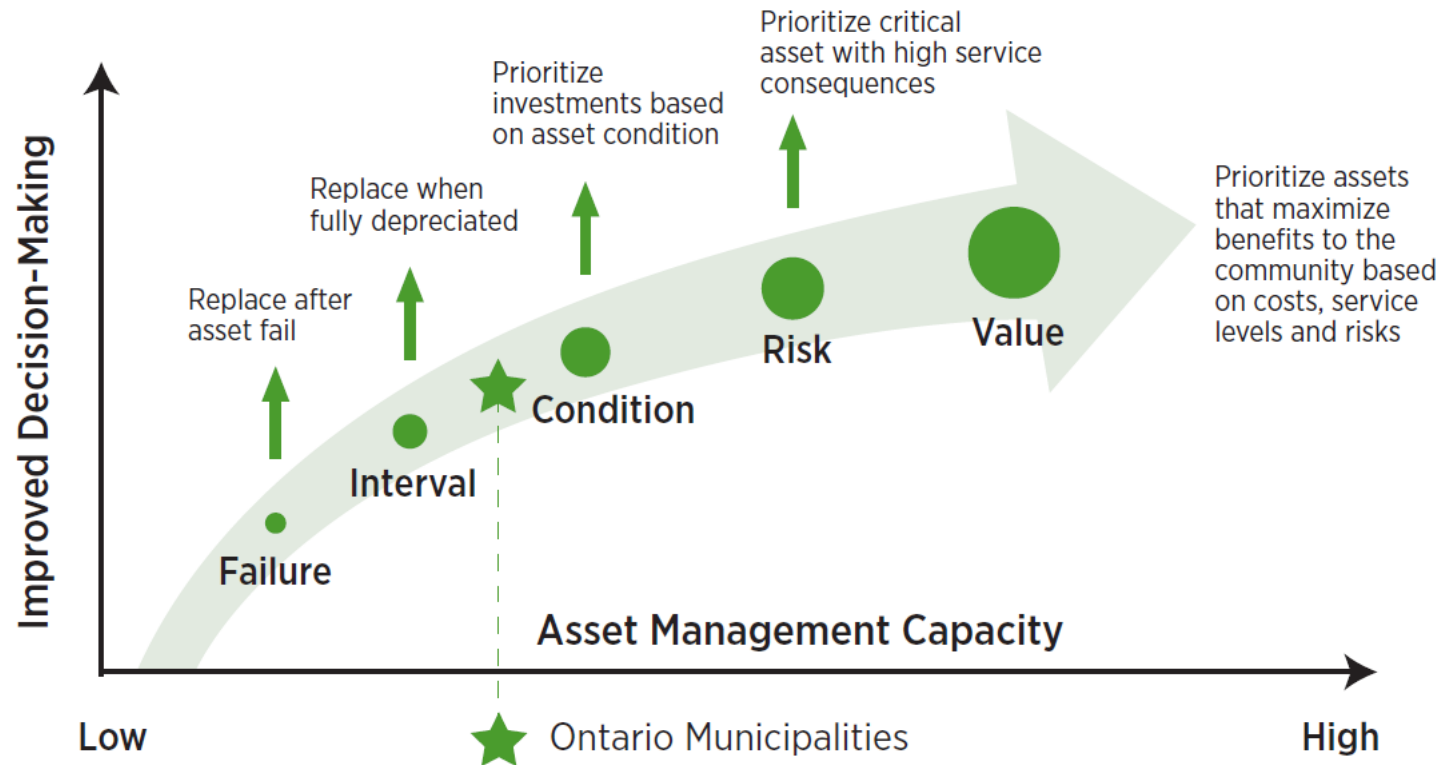 Prioritize critical
asset with high service
consequences
Prioritize
investments based
on asset condition
Replace when
fully depreciated
Replace after
asset fail
Prioritize assets
that maximize
benefits to the
community based
on costs, service
levels and risks
Improved Decision-Making
Failure
Interval
Condition
Risk
Value
Asset Management Capacity
Low
Ontario Municipalities
High